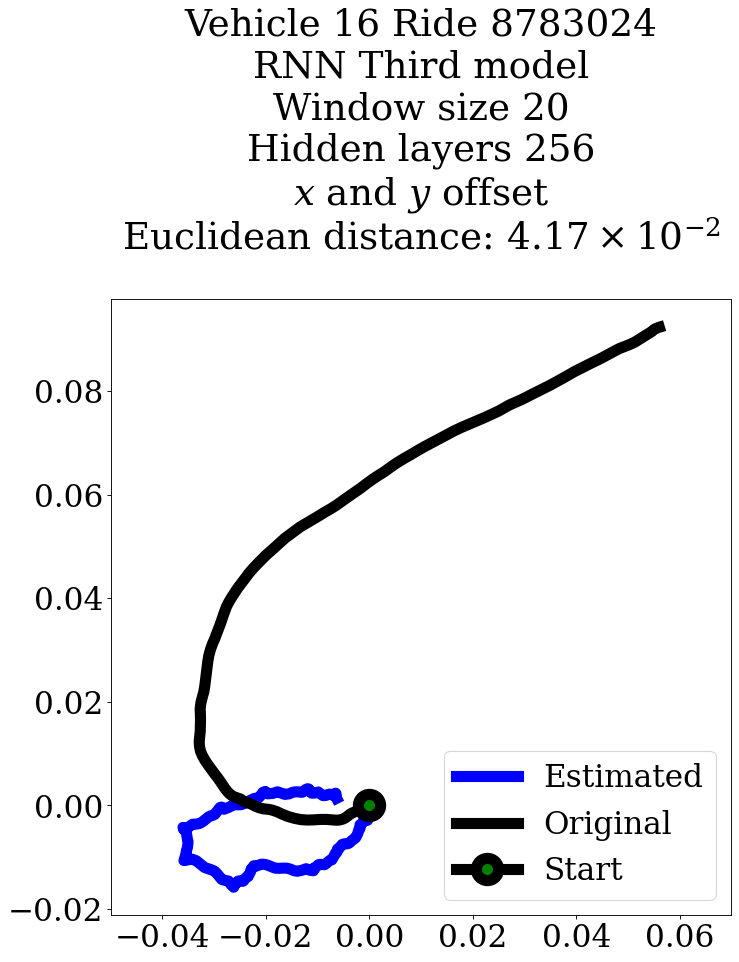 Vehicle 16 Ride 8783024
RNN Third model
Window size 20
Hidden layers 256
x and y offset
Euclidean distance: 4.17 × 10⁻²
0.08
0.06
0.04
0.02
0.00
−0.02
Estimated
Original
Start
−0.04 −0.02 0.00 0.02 0.04 0.06